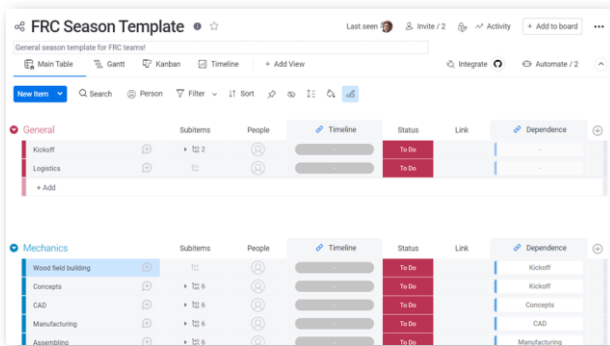 FRC Season Template
Last seen
Invite / 2
Activity
+ Add to board
General season template for FRC teams!
Main Table
Gantt
Kanban
Timeline
+ Add View
Integrate
Automate / 2
New Item
Search
Person
Filter
Sort
General Subitems People Timeline Status Link Dependence
Kickoff 2 - To Do -
Logistics - To Do -
+ Add
Mechanics Subitems People Timeline Status Link Dependence
Wood field building - To Do Kickoff
Concepts 6 - To Do Kickoff
CAD 6 - To Do Concepts
Manufacturing 6 - To Do CAD
Assembling 6 - To Do Manufacturing